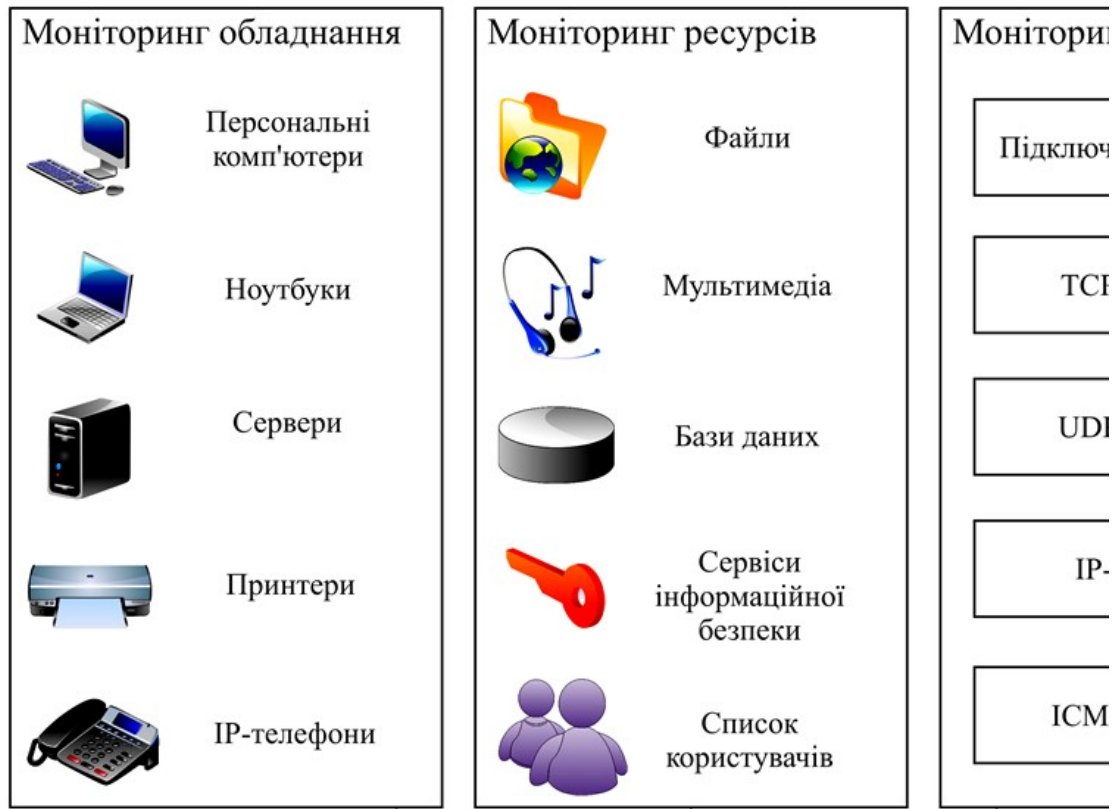 Моніторинг обладнання
Персональні
комп'ютери
Ноутбуки
Сервери
Принтери
IP-телефони
Моніторинг ресурсів
Файли
Мультимедіа
Бази даних
Сервіси
інформаційної
безпеки
Список
користувачів
IP-